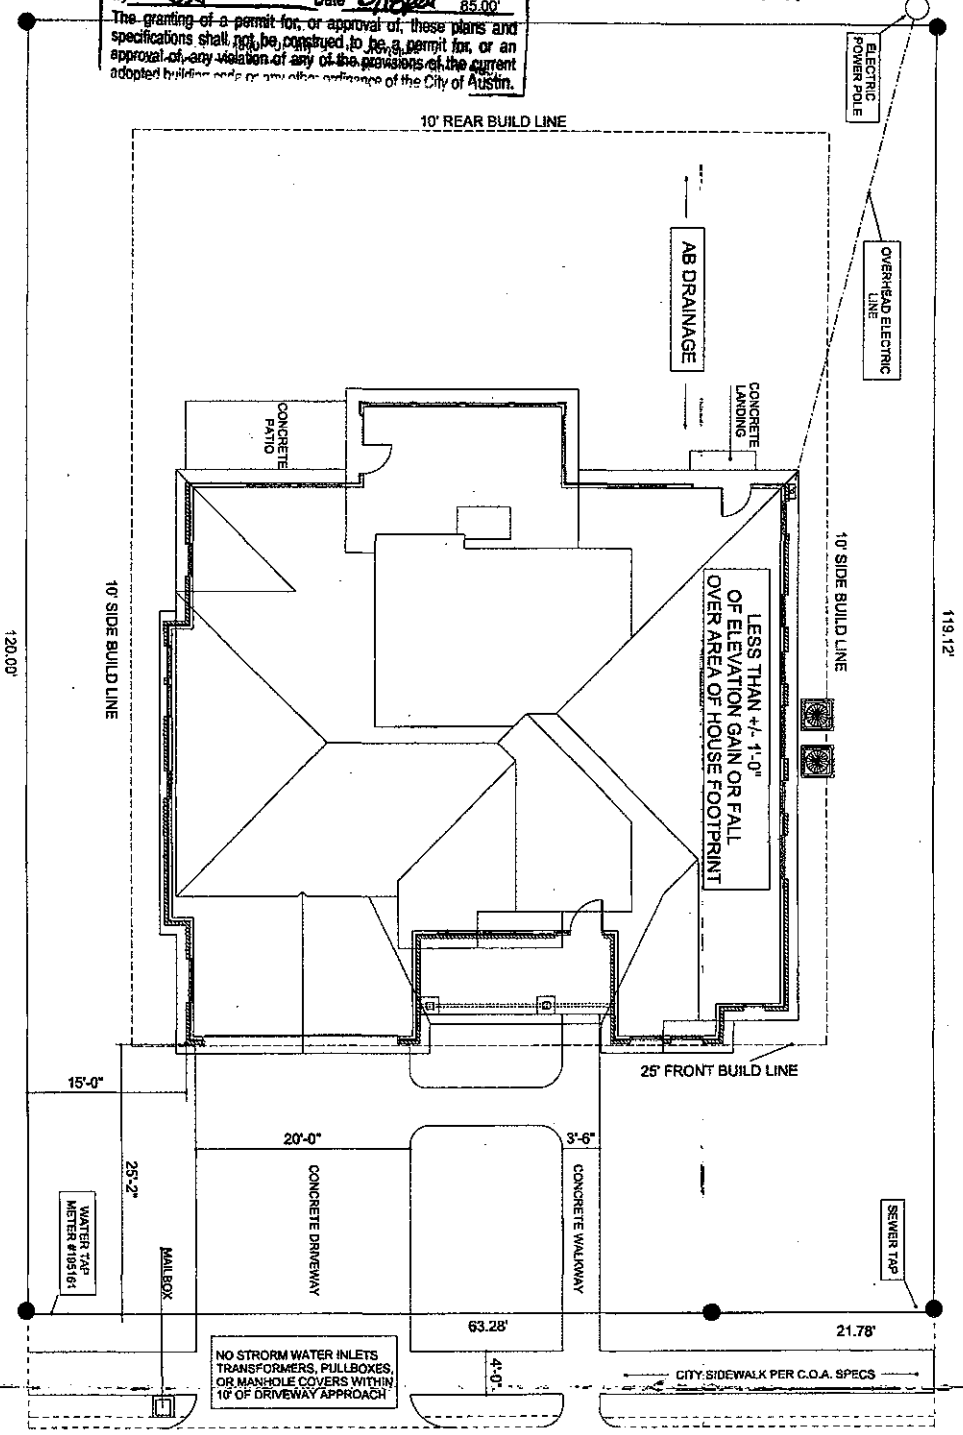 Date
85.00'
The granting of a permit for, or approval of, these plans and
specifications shall not be construed to be a permit for, or an
approval of, any violation of any of the provisions of the current
adopted building code or any other ordinance of the City of Austin.
ELECTRIC
POWER POLE
10' REAR BUILD LINE
AB DRAINAGE
OVERHEAD ELECTRIC
LINE
CONCRETE
LANDING
CONCRETE
PATIO
10' SIDE BUILD LINE
10' SIDE BUILD LINE
119.12'
120.00'
LESS THAN +/- 1'-0"
OF ELEVATION GAIN OR FALL
OVER AREA OF HOUSE FOOTPRINT
25' FRONT BUILD LINE
15'-0"
20'-0"
3'-6"
25'-2"
CONCRETE DRIVEWAY
CONCRETE WALKWAY
WATER TAP
METER #195161
MAILBOX
SEWER TAP
63.28'
21.78'
NO STRORM WATER INLETS
TRANSFORMERS, PULLBOXES,
OR MANHOLE COVERS WITHIN
10' OF DRIVEWAY APPROACH
4'-0"
CITY SIDEWALK PER C.O.A. SPECS